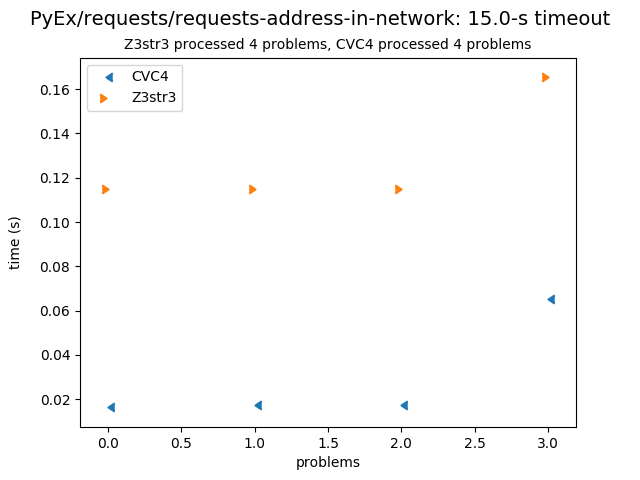 PyEx/requests/requests-address-in-network: 15.0-s timeout
Z3str3 processed 4 problems, CVC4 processed 4 problems
CVC4
Z3str3
0.16
0.14
0.12
0.10
0.08
0.06
0.04
0.02
time (s)
0.0 0.5 1.0 1.5 2.0 2.5 3.0
problems